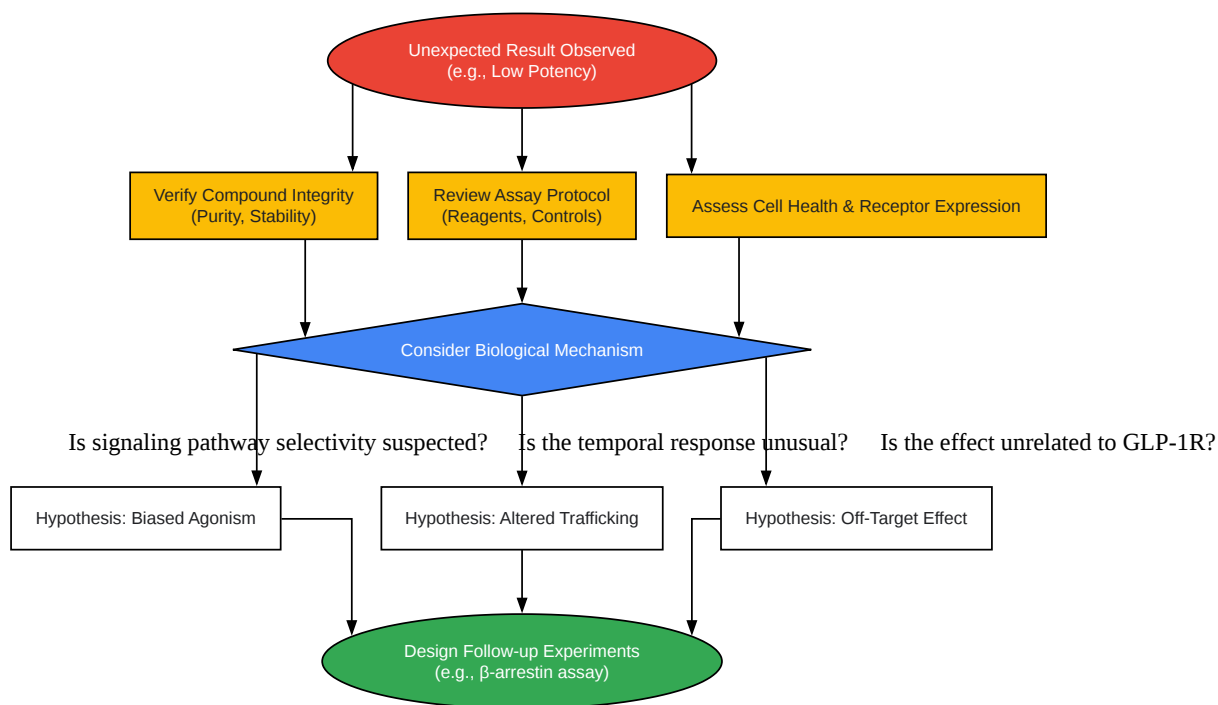 Unexpected Result Observed
(e.g., Low Potency)
Verify Compound Integrity
(Purity, Stability)
Review Assay Protocol
(Reagents, Controls)
Assess Cell Health & Receptor Expression
Consider Biological Mechanism
Is signaling pathway selectivity suspected?
Is the temporal response unusual?
Is the effect unrelated to GLP-1R?
Hypothesis: Biased Agonism
Hypothesis: Altered Trafficking
Hypothesis: Off-Target Effect
Design Follow-up Experiments
(e.g., β-arrestin assay)